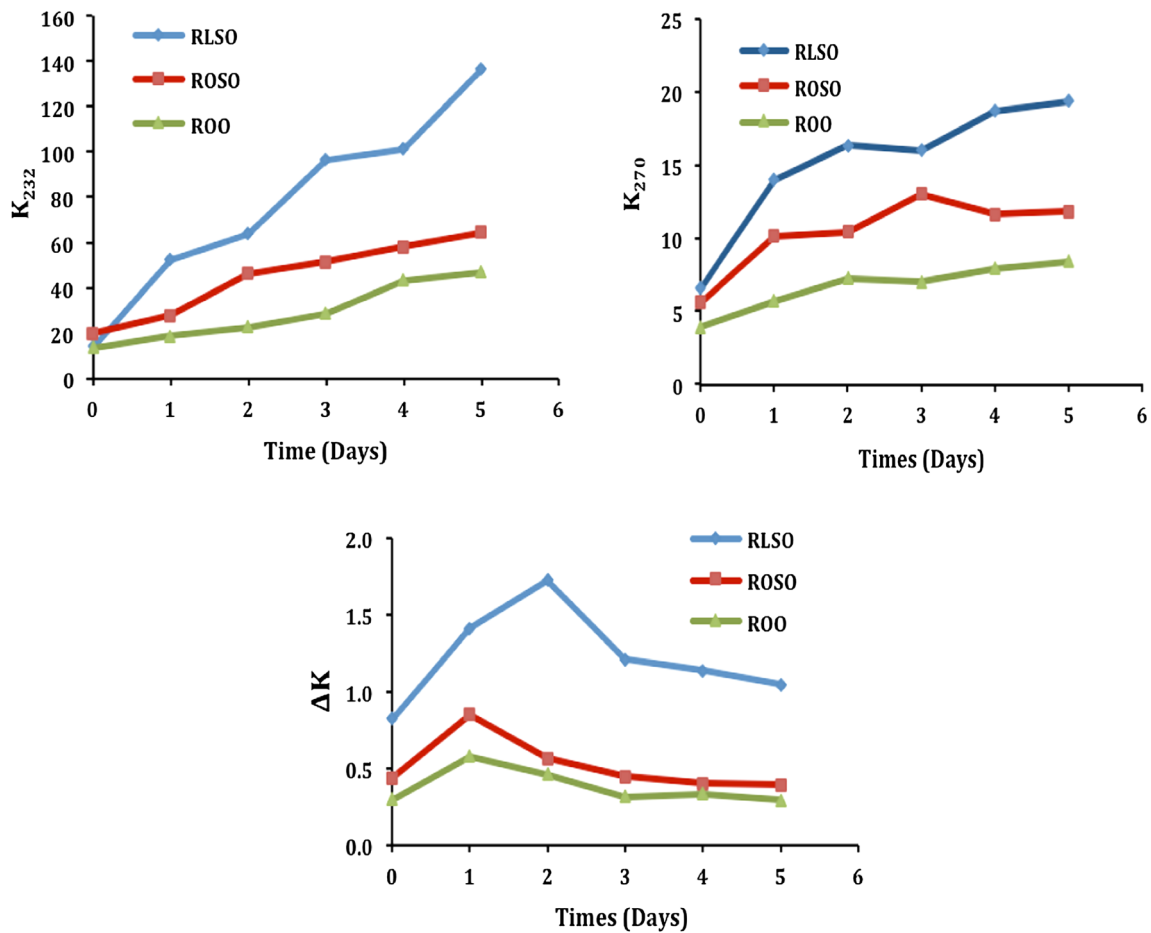 160
140
120
100
80
60
40
20
0
K232
RLSO
ROSO
ROO
0 1 2 3 4 5 6
Time (Days)
25
20
15
10
5
0
K270
RLSO
ROSO
ROO
0 1 2 3 4 5 6
Times (Days)
2.0
1.5
1.0
0.5
0.0
ΔK
RLSO
ROSO
ROO
0 1 2 3 4 5 6
Times (Days)